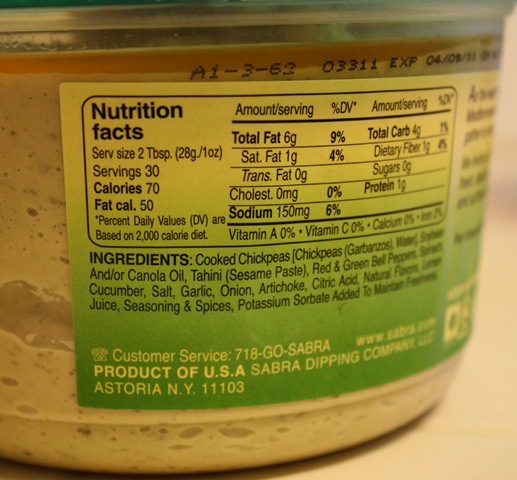 A1-3-62 03311 EXP 04/09/11
Nutrition
facts
Serv size 2 Tbsp. (28g./1oz)
Servings 30
Calories 70
Fat cal. 50
*Percent Daily Values (DV) are
Based on 2,000 calorie diet.
Amount/serving %DV* Amount/serving %DV*
Total Fat 6g 9% Total Carb 4g 1%
Sat. Fat 1g 4% Dietary Fiber 1g 4%
Trans. Fat 0g Sugars 0g
Cholest. 0mg 0% Protein 1g
Sodium 150mg 6%
Vitamin A 0% • Vitamin C 0% • Calcium 0% • Iron 2%
INGREDIENTS: Cooked Chickpeas [Chickpeas (Garbanzos), Water], Soybean
And/or Canola Oil, Tahini (Sesame Paste), Red & Green Bell Peppers, Spinach,
Cucumber, Salt, Garlic, Onion, Artichoke, Citric Acid, Natural Flavors, Lemon
Juice, Seasoning & Spices, Potassium Sorbate Added To Maintain Freshness.
Customer Service: 718-GO-SABRA www.sabra.com
PRODUCT OF U.S.A SABRA DIPPING COMPANY, LLC
ASTORIA N.Y. 11103